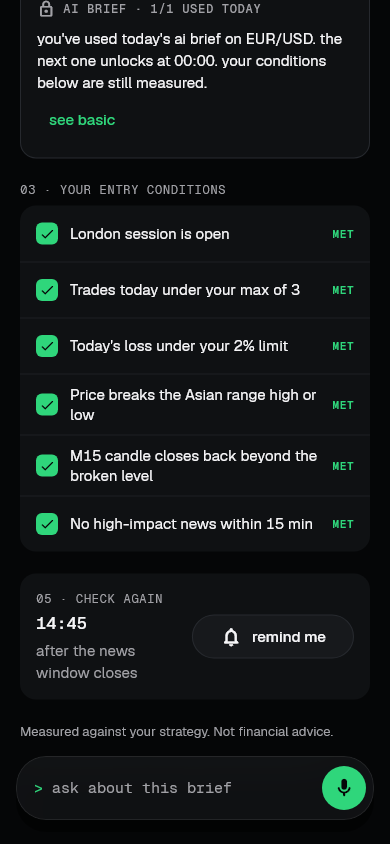 AI BRIEF · 1/1 USED TODAY
you've used today's ai brief on EUR/USD. the
next one unlocks at 00:00. your conditions
below are still measured.
see basic
03 · YOUR ENTRY CONDITIONS
London session is open MET
Trades today under your max of 3 MET
Today's loss under your 2% limit MET
Price breaks the Asian range high or
low MET
M15 candle closes back beyond the
broken level MET
No high-impact news within 15 min MET
05 · CHECK AGAIN
14:45
after the news
window closes
remind me
Measured against your strategy. Not financial advice.
> ask about this brief